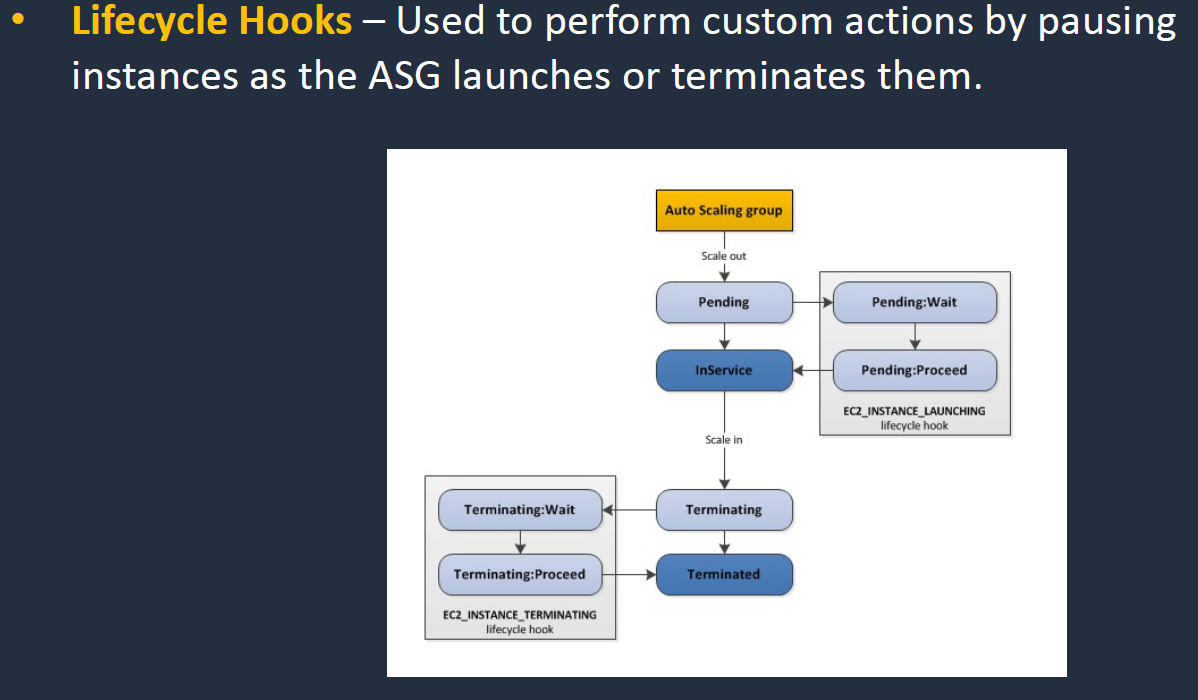 • Lifecycle Hooks – Used to perform custom actions by pausing
instances as the ASG launches or terminates them.
Auto Scaling group
Scale out
Pending
Pending:Wait
InService
Pending:Proceed
EC2_INSTANCE_LAUNCHING
lifecycle hook
Scale in
Terminating:Wait
Terminating
Terminating:Proceed
Terminated
EC2_INSTANCE_TERMINATING
lifecycle hook